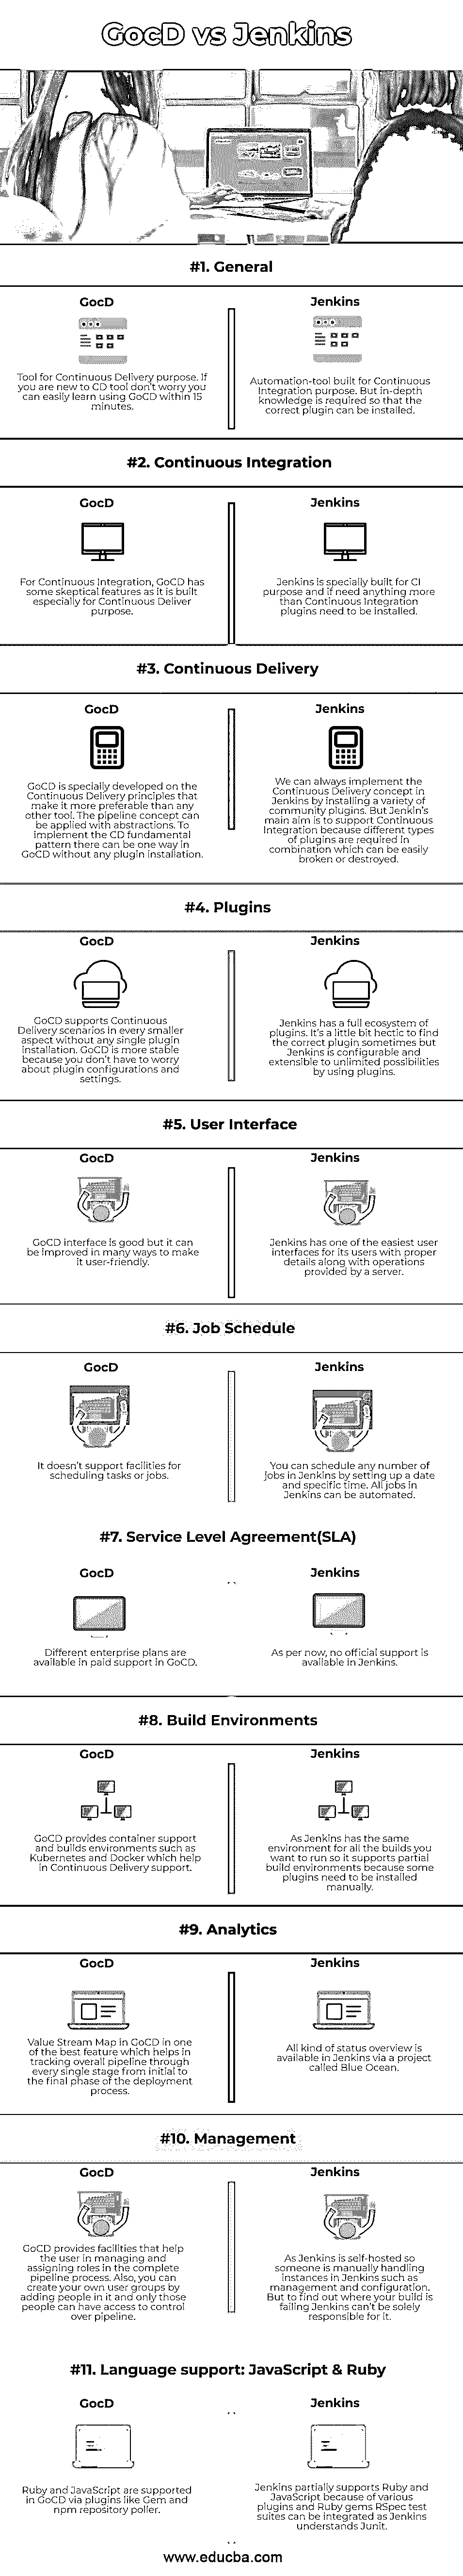 GocD vs Jenkins
#1. General
GocD
Tool for Continuous Delivery purpose. If
you are new to CD tool don't worry you
can easily learn using GoCD within 15
minutes.
Jenkins
Automation-tool built for Continuous
Integration purpose. But in-depth
knowledge is required so that the
correct plugin can be installed.
#2. Continuous Integration
GocD
For Continuous Integration, GoCD has
some skeptical features as it is built
especially for Continuous Deliver
purpose.
Jenkins
Jenkins is specially built for CI
purpose and if need anything more
than Continuous Integration
plugins need to be installed.
#3. Continuous Delivery
GocD
GoCD is specially developed on the
Continuous Delivery principles that
make it more preferable than any
other tool. The pipeline concept can
be applied with abstractions. To
implement the CD fundamental
pattern there can be one way in
GoCD without any plugin installation.
Jenkins
We can always implement the
Continuous Delivery concept in
Jenkins by installing a variety of
community plugins. But Jenkin's
main aim is to support Continuous
Integration because different types
of plugins are required in
combination which can be easily
broken or destroyed.
#4. Plugins
GocD
GoCD supports Continuous
Delivery scenarios in every smaller
aspect without any single plugin
installation. GoCD is more stable
because you don't have to worry
about plugin configurations and
settings.
Jenkins
Jenkins has a full ecosystem of
plugins. It's a little bit hectic to find
the correct plugin sometimes but
Jenkins is configurable and
extensible to unlimited possibilities
by using plugins.
#5. User Interface
GocD
GoCD interface is good but it can
be improved in many ways to make
it user-friendly.
Jenkins
Jenkins has one of the easiest user
interfaces for its users with proper
details along with operations
provided by a server.
#6. Job Schedule
GocD
It doesn't support facilities for
scheduling tasks or jobs.
Jenkins
You can schedule any number of
jobs in Jenkins by setting up a date
and specific time. All jobs in
Jenkins can be automated.
#7. Service Level Agreement(SLA)
GocD
Different enterprise plans are
available in paid support in GoCD.
Jenkins
As per now, no official support is
available in Jenkins.
#8. Build Environments
GocD
GoCD provides container support
and builds environments such as
Kubernetes and Docker which help
in Continuous Delivery support.
Jenkins
As Jenkins has the same
environment for all the builds you
want to run so it supports partial
build environments because some
plugins need to be installed
manually.
#9. Analytics
GocD
Value Stream Map in GoCD in one
of the best feature which helps in
tracking overall pipeline through
every single stage from initial to
the final phase of the deployment
process.
Jenkins
All kind of status overview is
available in Jenkins via a project
called Blue Ocean.
#10. Management
GocD
GoCD provides facilities that help
the user in managing and
assigning roles in the complete
pipeline process. Also, you can
create your own user groups by
adding people in it and only those
people can have access to control
over pipeline.
Jenkins
As Jenkins is self-hosted so
someone is manually handling
instances in Jenkins such as
management and configuration.
But to find out where your build is
failing Jenkins can't be solely
responsible for it.
#11. Language support: JavaScript & Ruby
GocD
Ruby and JavaScript are supported
in GoCD via plugins like Gem and
npm repository poller.
Jenkins
Jenkins partially supports Ruby and
JavaScript because of various
plugins and Ruby gems RSpec test
suites can be integrated as Jenkins
understands Junit.
www.educba.com